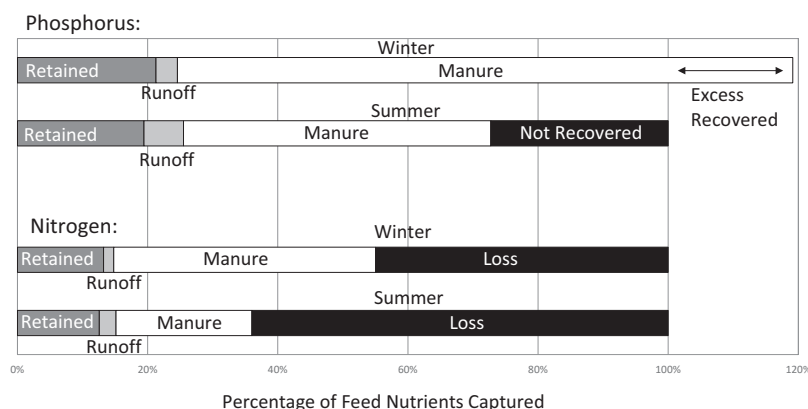 Phosphorus:
Winter
Retained Manure
Runoff Excess
Recovered
Summer
Retained Manure Not Recovered
Runoff
Nitrogen:
Winter
Retained Manure Loss
Runoff
Summer
Retained Manure Loss
Runoff
0% 20% 40% 60% 80% 100% 120%
Percentage of Feed Nutrients Captured